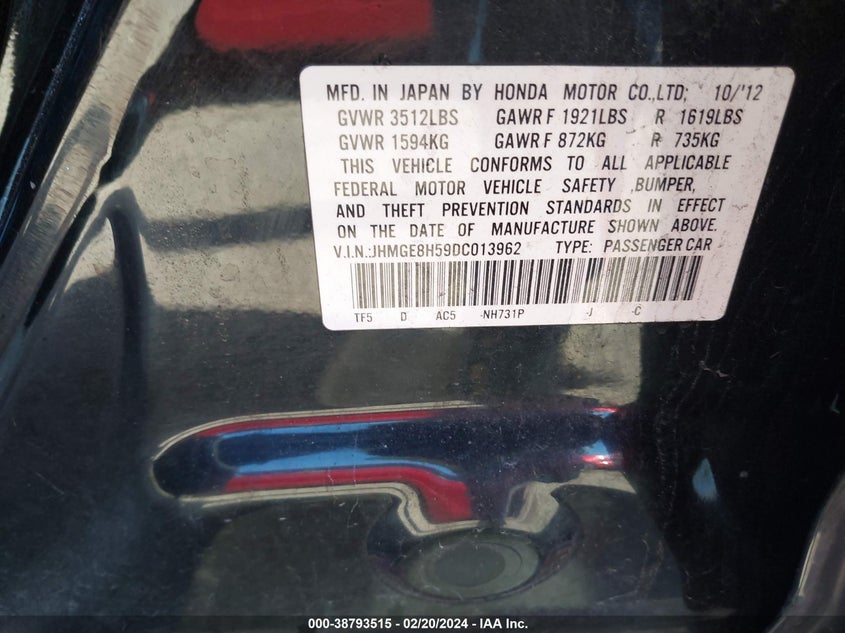 MFD. IN JAPAN BY HONDA MOTOR CO.,LTD; 10/'12
GVWR 3512LBS GAWR F 1921LBS R 1619LBS
GVWR 1594KG GAWR F 872KG R 735KG
THIS VEHICLE CONFORMS TO ALL APPLICABLE
FEDERAL MOTOR VEHICLE SAFETY ,BUMPER,
AND THEFT PREVENTION STANDARDS IN EFFECT
ON THE DATE OF MANUFACTURE SHOWN ABOVE.
V.I.N.:JHMGE8H59DC013962 TYPE: PASSENGER CAR
TF5 D AC5 -NH731P -J -C
000-38793515 - 02/20/2024 - IAA Inc.